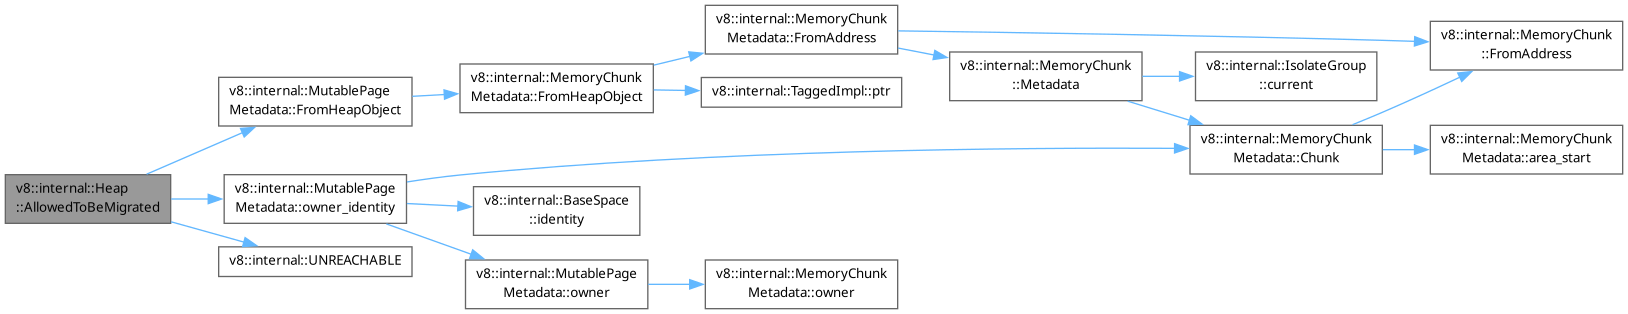 v8::internal::MemoryChunk
Metadata::FromAddress
v8::internal::MemoryChunk
::FromAddress
v8::internal::MemoryChunk
::Metadata
v8::internal::IsolateGroup
::current
v8::internal::MutablePage
Metadata::FromHeapObject
v8::internal::MemoryChunk
Metadata::FromHeapObject
v8::internal::TaggedImpl::ptr
v8::internal::MemoryChunk
Metadata::Chunk
v8::internal::MemoryChunk
Metadata::area_start
v8::internal::Heap
::AllowedToBeMigrated
v8::internal::MutablePage
Metadata::owner_identity
v8::internal::BaseSpace
::identity
v8::internal::UNREACHABLE
v8::internal::MutablePage
Metadata::owner
v8::internal::MemoryChunk
Metadata::owner